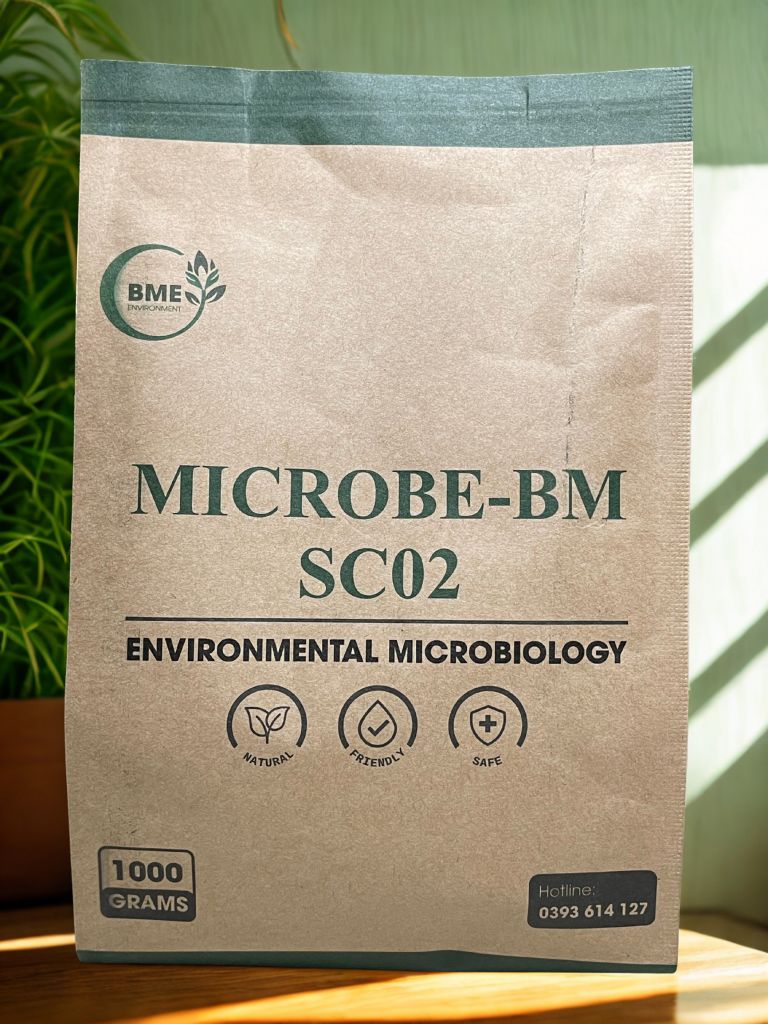 BME
ENVIRONMENT
MICROBE-BM
SC02
ENVIRONMENTAL MICROBIOLOGY
NATURAL
FRIENDLY
SAFE
1000
GRAMS
Hotline:
0393 614 127